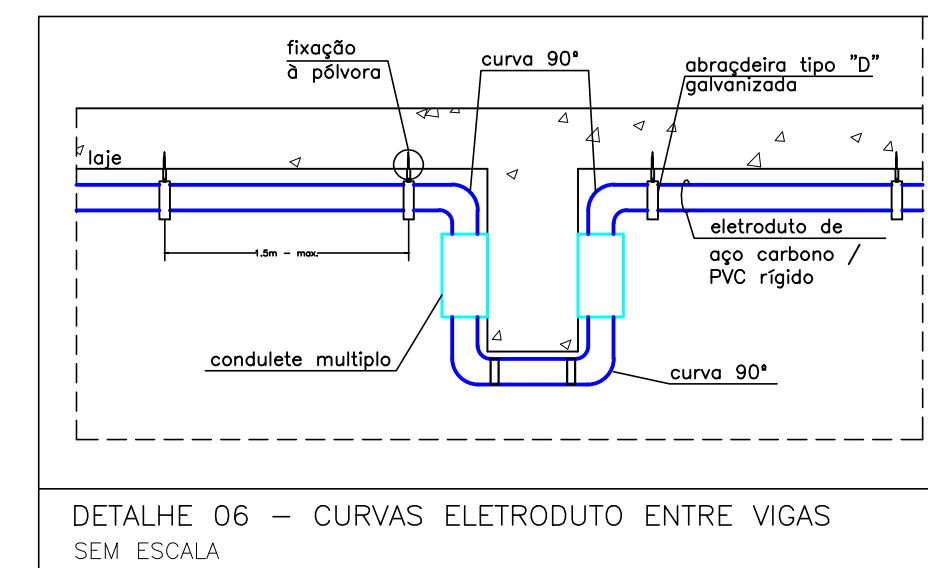 fixação
à pólvora
curva 90°
abraçdeira tipo "D"
galvanizada
laje
1.5m - max.
eletroduto de
aço carbono /
PVC rígido
condulete multiplo
curva 90°
DETALHE 06 - CURVAS ELETRODUTO ENTRE VIGAS
SEM ESCALA